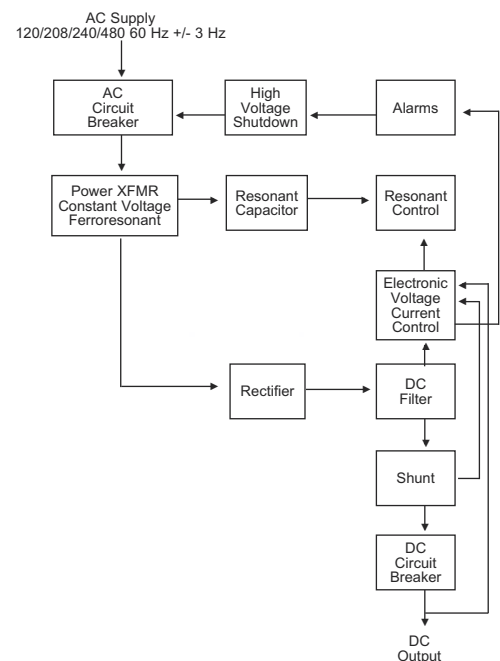 AC Supply
120/208/240/480 60 Hz +/- 3 Hz
AC
Circuit
Breaker
High
Voltage
Shutdown
Alarms
Power XFMR
Constant Voltage
Ferroresonant
Resonant
Capacitor
Resonant
Control
Electronic
Voltage
Current
Control
Rectifier
DC
Filter
Shunt
DC
Circuit
Breaker
DC
Output